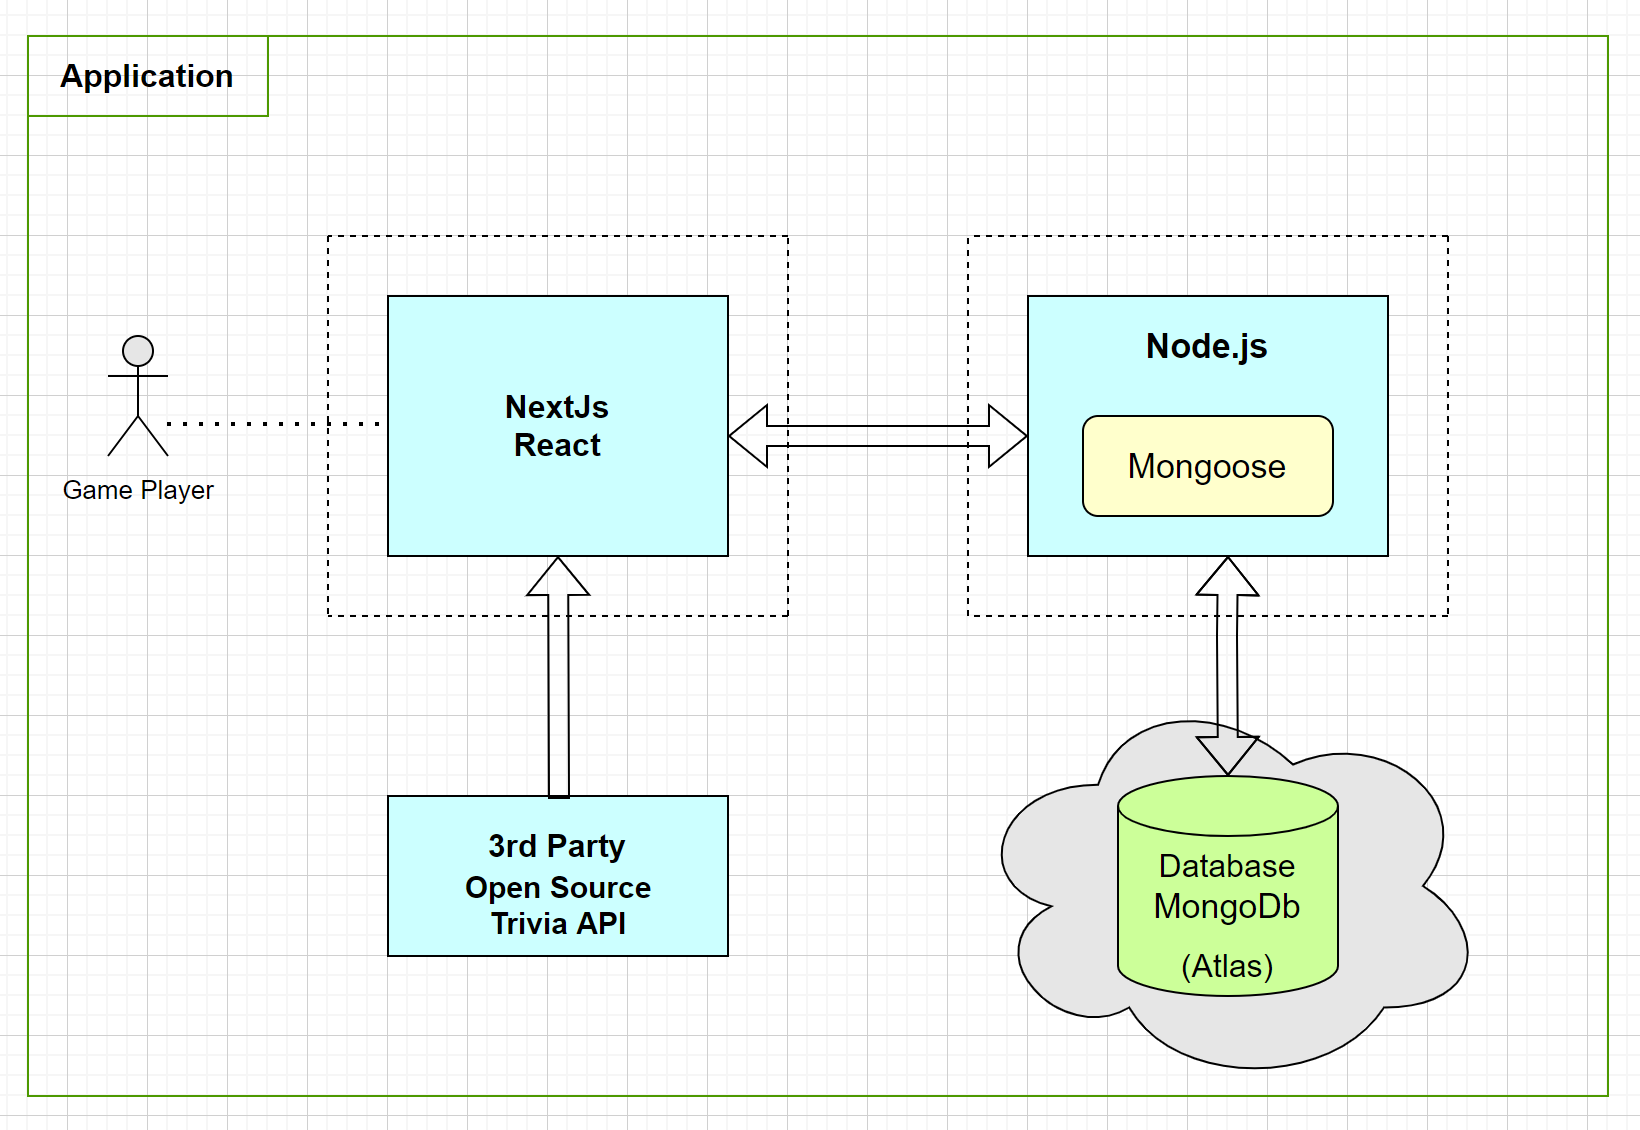 Application
Game Player
NextJs
React
Node.js
Mongoose
3rd Party
Open Source
Trivia API
Database
MongoDb
(Atlas)